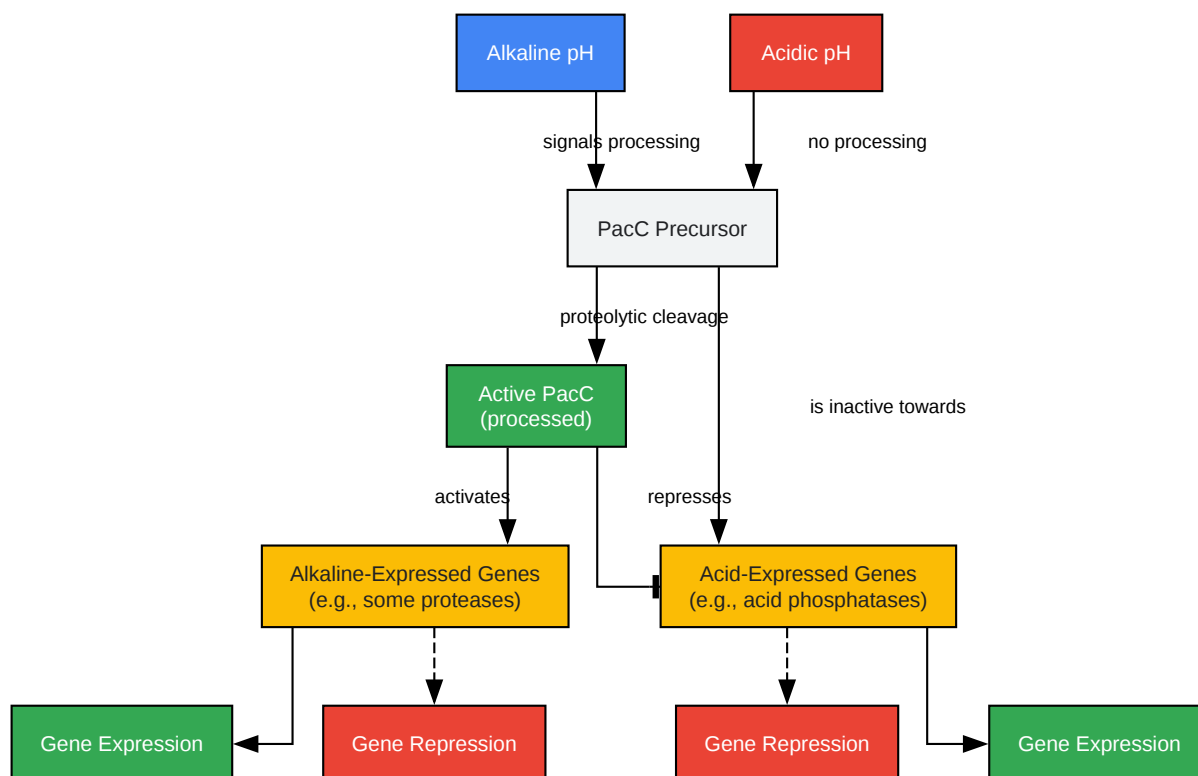 Alkaline pH
Acidic pH
signals processing
no processing
PacC Precursor
proteolytic cleavage
Active PacC
(processed)
is inactive towards
activates
represses
Alkaline-Expressed Genes
(e.g., some proteases)
Acid-Expressed Genes
(e.g., acid phosphatases)
Gene Expression
Gene Repression
Gene Repression
Gene Expression